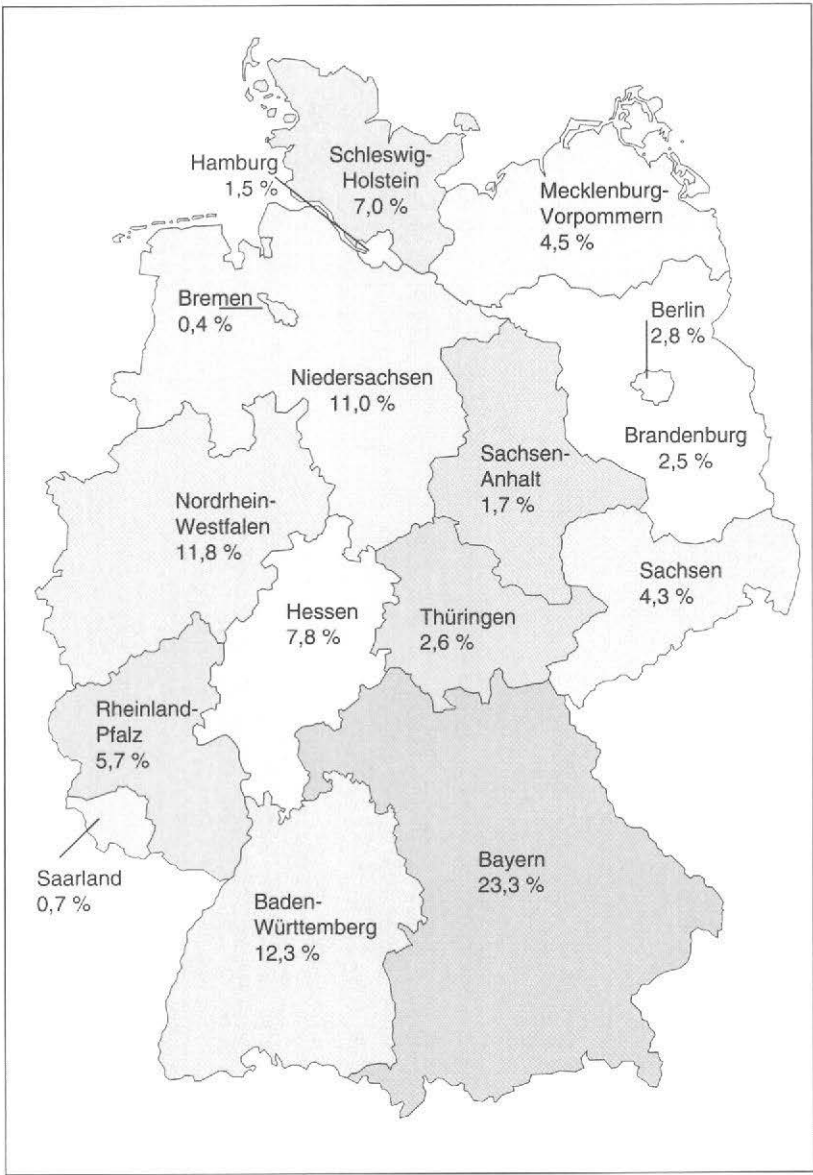 Hamburg
1,5 %
Schleswig-
Holstein
7,0 %
Mecklenburg-
Vorpommern
4,5 %
Bremen
0,4 %
Berlin
2,8 %
Niedersachsen
11,0 %
Brandenburg
2,5 %
Sachsen-
Anhalt
1,7 %
Nordrhein-
Westfalen
11,8 %
Sachsen
4,3 %
Hessen
7,8 %
Thüringen
2,6 %
Rheinland-
Pfalz
5,7 %
Saarland
0,7 %
Bayern
23,3 %
Baden-
Württemberg
12,3 %